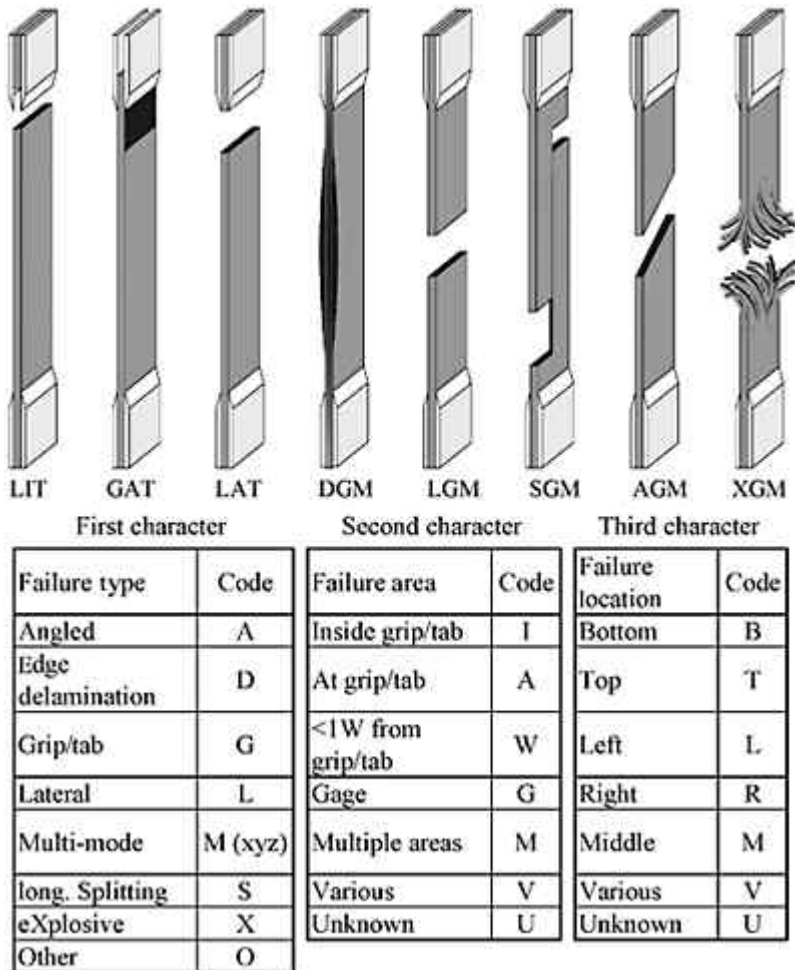 LIT GAT LAT DGM LGM SGM AGM XGM
First character Second character Third character
Failure type Code Failure area Code Failure location Code
Angled A Inside grip/tab I Bottom B
Edge delamination D At grip/tab A Top T
Grip/tab G <1W from grip/tab W Left L
Lateral L Gage G Right R
Multi-mode M (xyz) Multiple areas M Middle M
long. Splitting S Various V Various V
eXplosive X Unknown U Unknown U
Other O